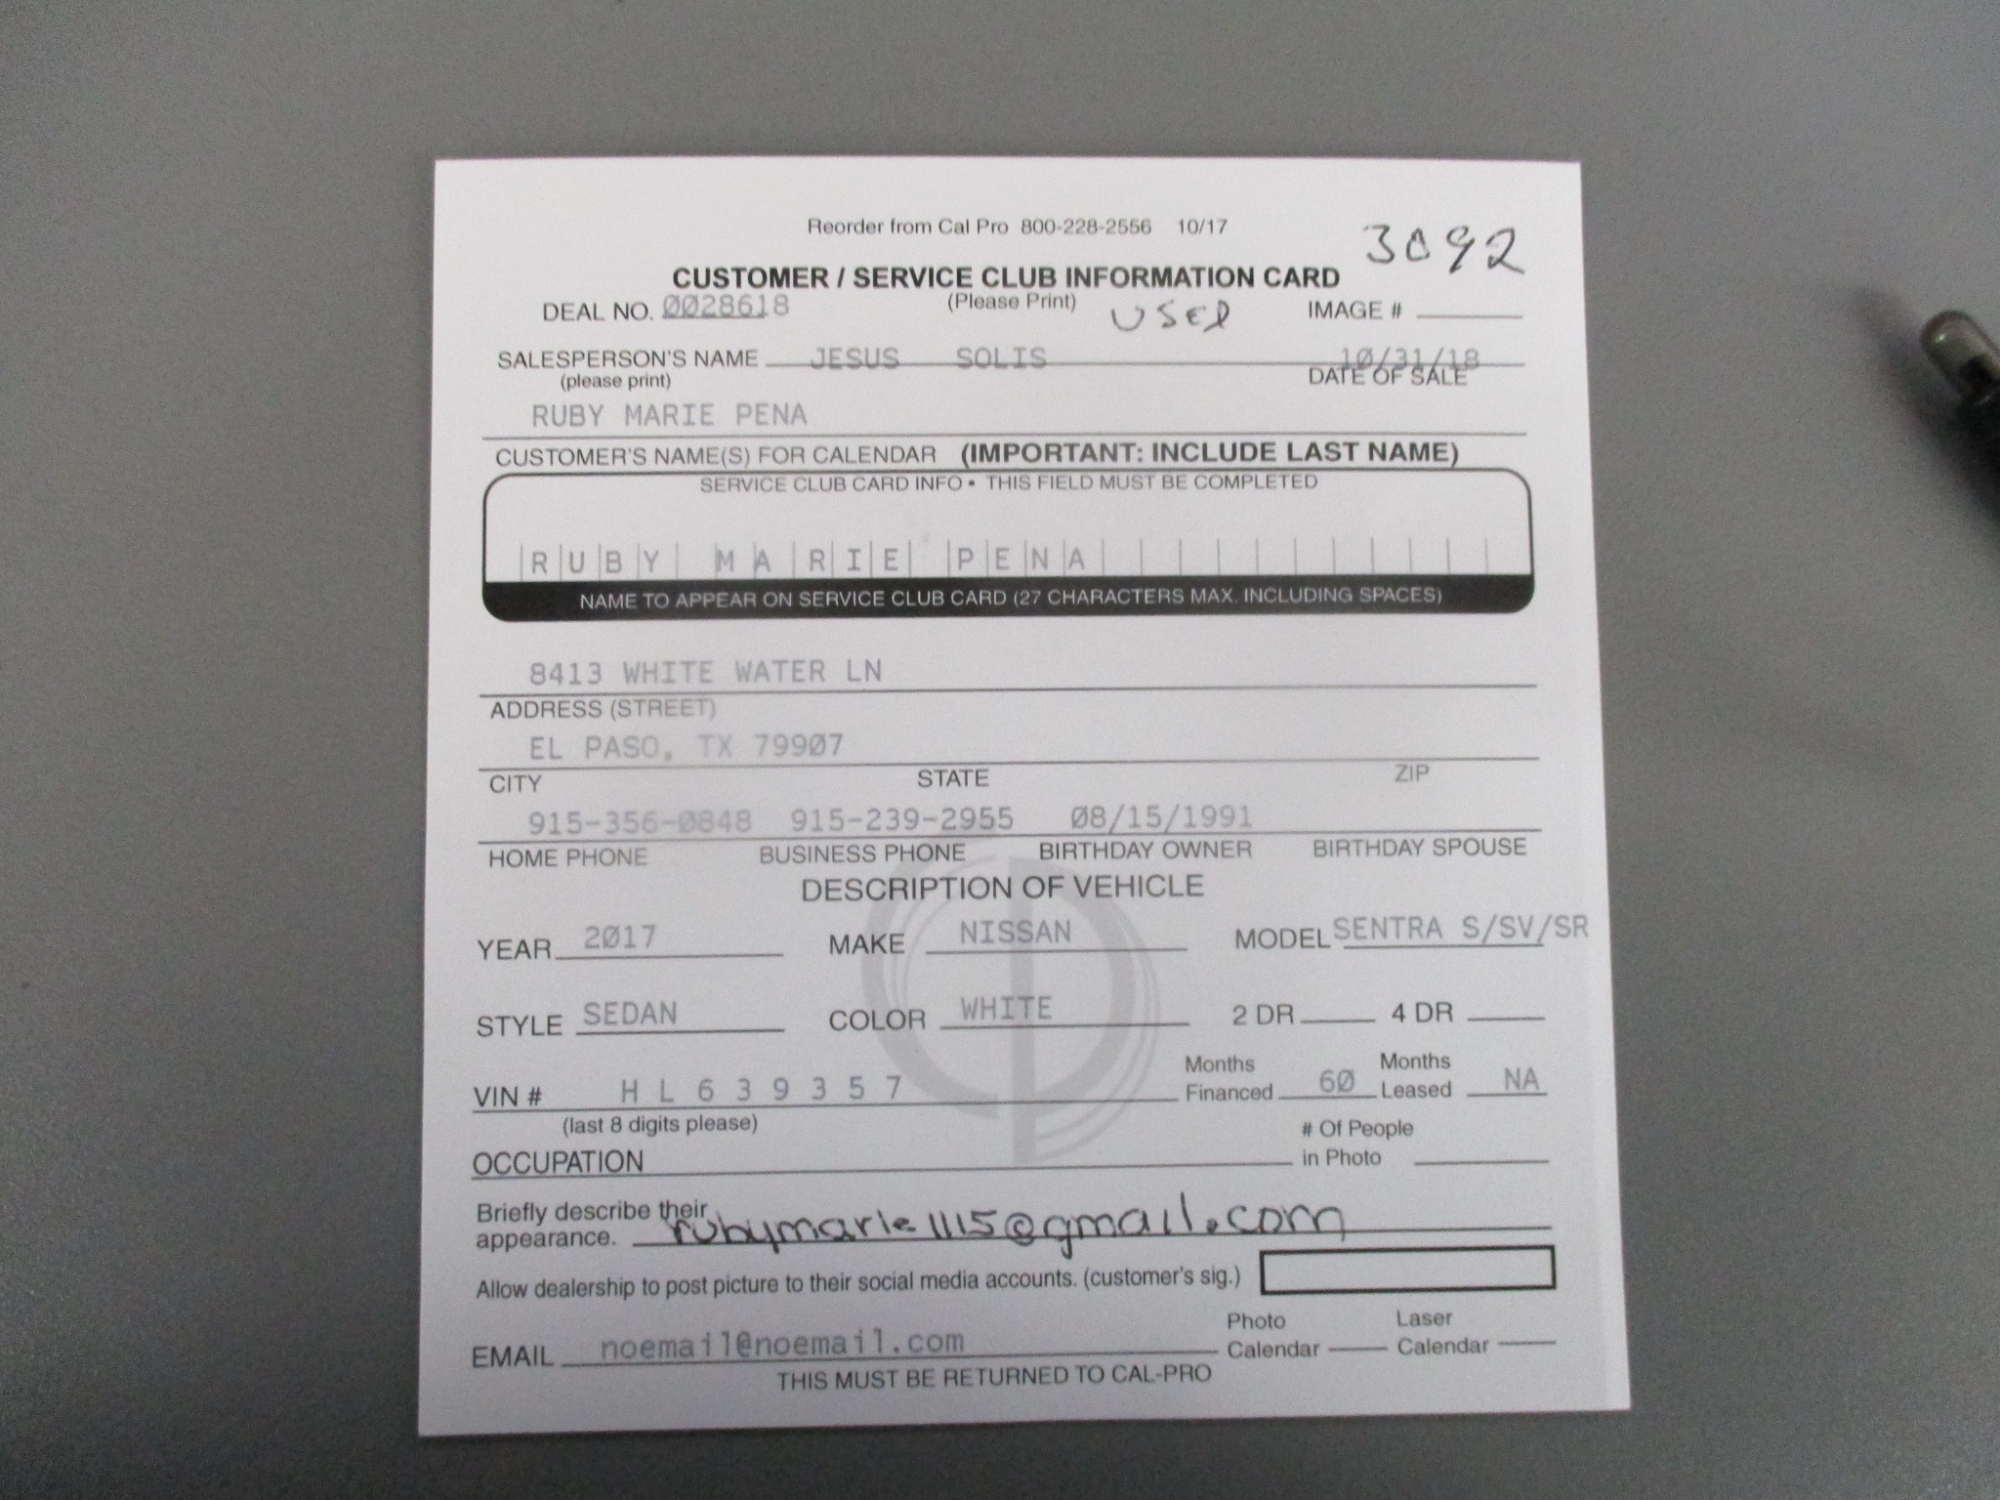 Reorder from Cal Pro 800-228-2556 10/17
3092
CUSTOMER / SERVICE CLUB INFORMATION CARD
DEAL NO. 0028618 (Please Print) USED IMAGE #
SALESPERSON'S NAME JESUS SOLIS 10/31/18
(please print) DATE OF SALE
RUBY MARIE PENA
CUSTOMER'S NAME(S) FOR CALENDAR (IMPORTANT: INCLUDE LAST NAME)
SERVICE CLUB CARD INFO • THIS FIELD MUST BE COMPLETED
RUBY MARIE PENA
NAME TO APPEAR ON SERVICE CLUB CARD (27 CHARACTERS MAX. INCLUDING SPACES)
8413 WHITE WATER LN
ADDRESS (STREET)
EL PASO, TX 79907
CITY STATE ZIP
915-356-0848 915-239-2955 08/15/1991
HOME PHONE BUSINESS PHONE BIRTHDAY OWNER BIRTHDAY SPOUSE
DESCRIPTION OF VEHICLE
YEAR 2017 MAKE NISSAN MODEL SENTRA S/SV/SR
STYLE SEDAN COLOR WHITE 2 DR 4 DR
Months Months
VIN # HL639357 Financed 60 Leased NA
(last 8 digits please) # Of People
OCCUPATION in Photo
Briefly describe their
appearance. rubymarie1115@gmail.com
Allow dealership to post picture to their social media accounts. (customer's sig.)
Photo Laser
EMAIL noemail@noemail.com Calendar Calendar
THIS MUST BE RETURNED TO CAL-PRO